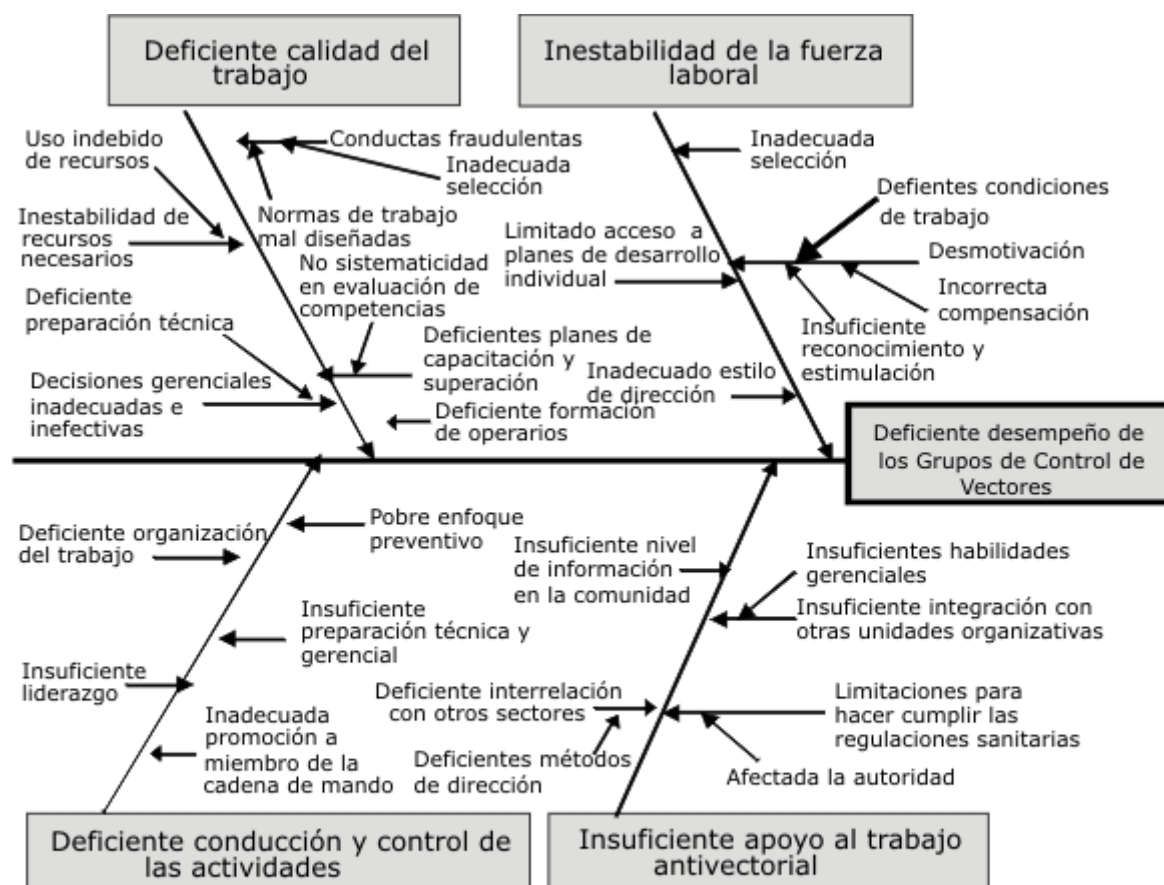 Deficiente calidad del
trabajo
Inestabilidad de la fuerza
laboral
Uso indebido
de recursos
Conductas fraudulentas
Inadecuada
selección
Inestabilidad de
recursos
necesarios
Normas de trabajo
mal diseñadas
No sistematicidad
en evaluación de
competencias
Deficiente
preparación técnica
Deficientes planes de
capacitación y
superación
Decisiones gerenciales
inadecuadas e
inefectivas
Deficiente formación
de operarios
Inadecuada
selección
Defientes condiciones
de trabajo
Limitado acceso a
planes de desarrollo
individual
Desmotivación
Incorrecta
compensación
Insuficiente
reconocimiento y
estimulación
Inadecuado estilo
de dirección
Deficiente desempeño de
los Grupos de Control de
Vectores
Deficiente organización
del trabajo
Pobre enfoque
preventivo
Insuficiente
preparación técnica y
gerencial
Insuficiente
liderazgo
Inadecuada
promoción a
miembro de la
cadena de mando
Insuficiente nivel
de información
en la comunidad
Insuficientes habilidades
gerenciales
Insuficiente integración con
otras unidades organizativas
Deficiente interrelación
con otros sectores
Limitaciones para
hacer cumplir las
regulaciones sanitarias
Deficientes métodos
de dirección
Afectada la autoridad
Deficiente conducción y control de
las actividades
Insuficiente apoyo al trabajo
antivectorial